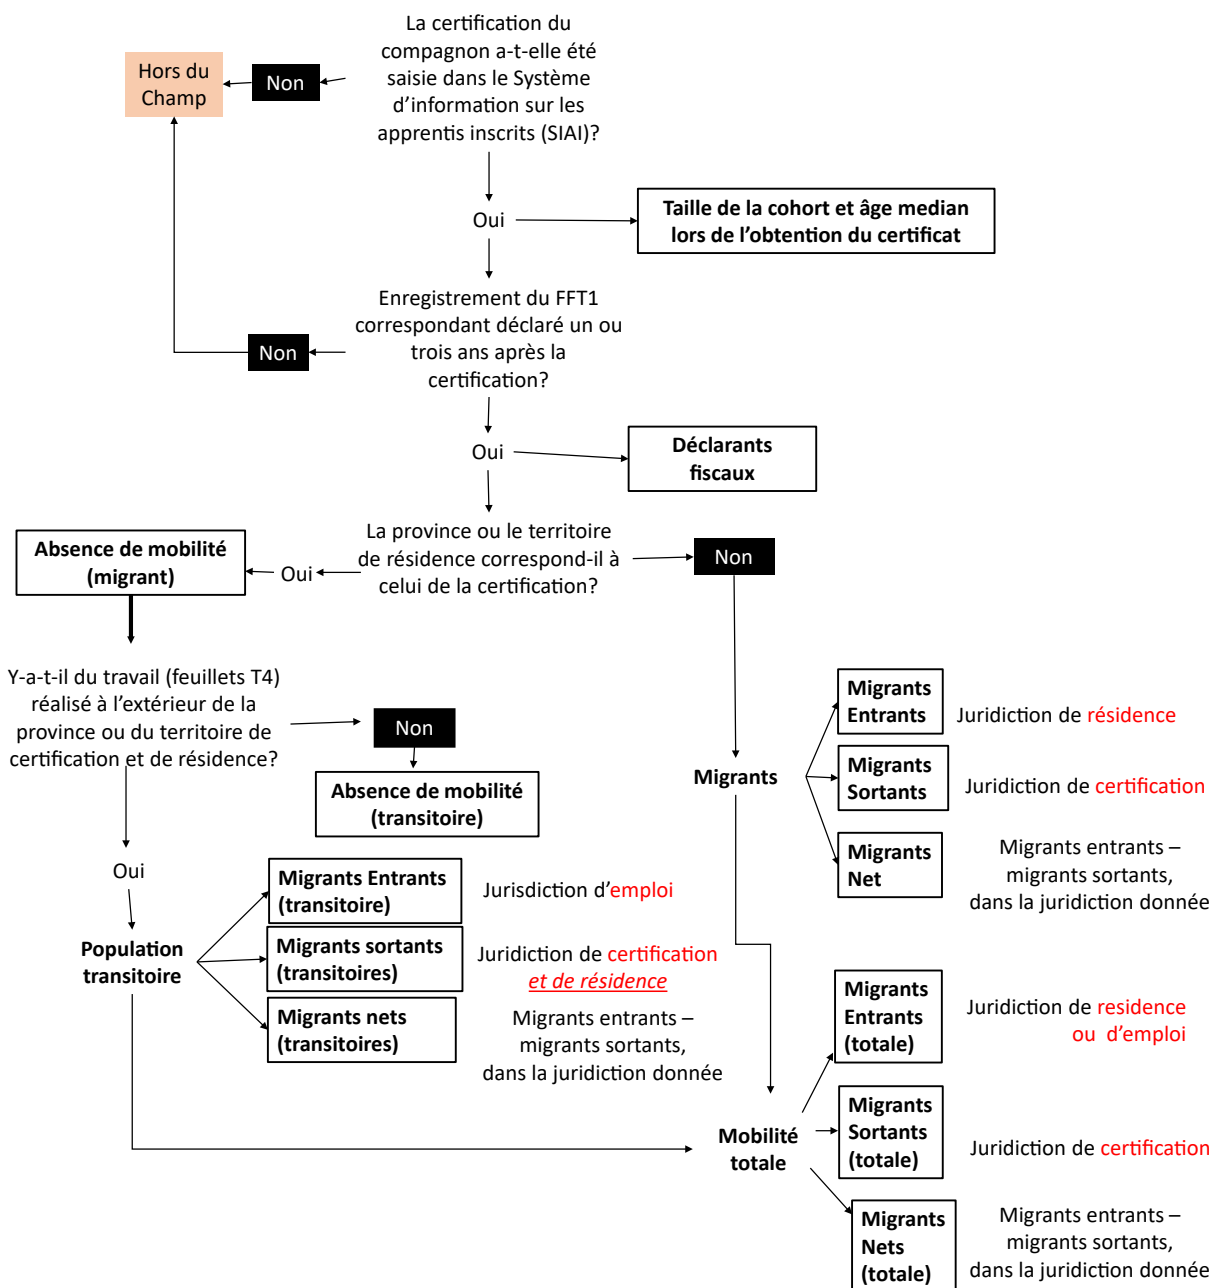 La certification du
compagnon a-t-elle été
saisie dans le Système
d'information sur les
apprentis inscrits (SIAI)?
Hors du
Champ
Non
Oui
Taille de la cohort et âge median
lors de l'obtention du certificat
Enregistrement du FFT1
correspondant déclaré un ou
trois ans après la
certification?
Non
Oui
Déclarants
fiscaux
La province ou le territoire
de résidence correspond-il à
celui de la certification?
Absence de mobilité
(migrant)
Oui
Non
Y-a-t-il du travail (feuillets T4)
réalisé à l'extérieur de la
province ou du territoire de
certification et de résidence?
Non
Absence de mobilité
(transitoire)
Migrants
Migrants
Entrants
Juridiction de résidence
Migrants
Sortants
Juridiction de certification
Migrants
Net
Migrants entrants –
migrants sortants,
dans la juridiction donnée
Oui
Population
transitoire
Migrants Entrants
(transitoire)
Jurisdiction d'emploi
Migrants sortants
(transitoires)
Juridiction de certification
et de résidence
Migrants nets
(transitoires)
Migrants entrants –
migrants sortants,
dans la juridiction donnée
Mobilité
totale
Migrants
Entrants
(totale)
Juridiction de residence
ou d'emploi
Migrants
Sortants
(totale)
Juridiction de certification
Migrants
Nets
(totale)
Migrants entrants –
migrants sortants,
dans la juridiction donnée